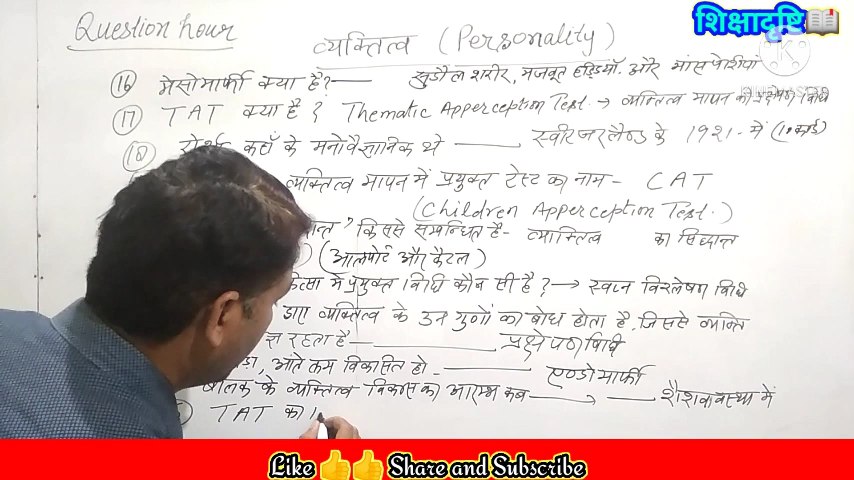 Question hour
शिक्षादृष्टि
व्यक्तित्व (Personality)
(16) मेसोमार्फी क्या है? — सुडौल शरीर, मजबूत हड्डियाँ और मांसपेशियाँ
(17) TAT क्या है? Thematic Apperception Test → व्यक्तित्व मापन की प्रक्षेपण विधि
(18) रोर्शा कहाँ के मनोवैज्ञानिक थे — स्वीटजरलैण्ड के 1921 में (10 कार्ड)
व्यक्तित्व मापन में प्रयुक्त टेस्ट का नाम - CAT
(Children Apperception Test.)
किससे सम्बन्धित है - व्यक्तित्व का सिद्धान्त
(आलपोर्ट और कैटल)
में प्रयुक्त विधि कौन सी है? → स्वप्न विश्लेषण विधि
व्यक्तित्व के उन गुणों का बोध होता है, जिससे व्यक्ति
रहता है — प्रक्षेपण विधि
आंते कम विकसित हो — एण्डोमार्फी
बालक के व्यक्तित्व विकास का आरम्भ कब — शैशवावस्था में
TAT का
Like 👍👍 Share and Subscribe